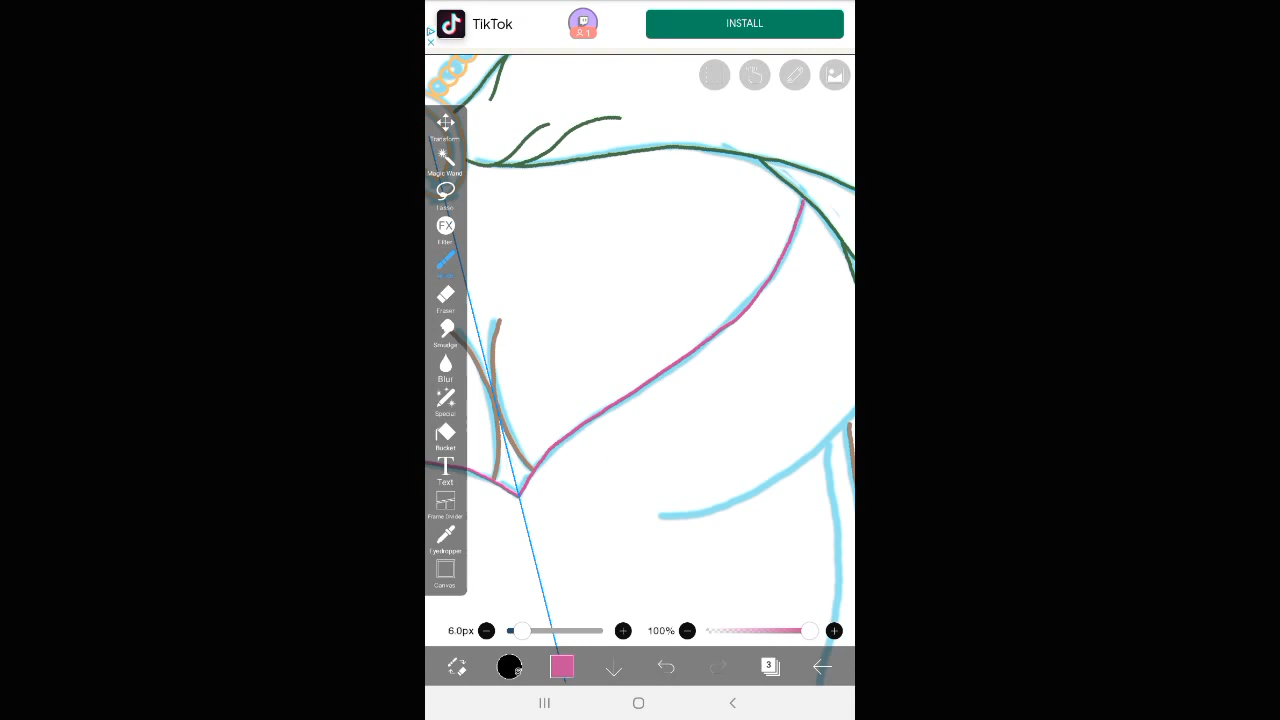 TikTok
1
INSTALL
Transform
Magic Wand
Lasso
FX
Filter
Eraser
Smudge
Blur
Special
Bucket
T
Text
Frame Divider
Eyedropper
Canvas
6.0px
100%
3